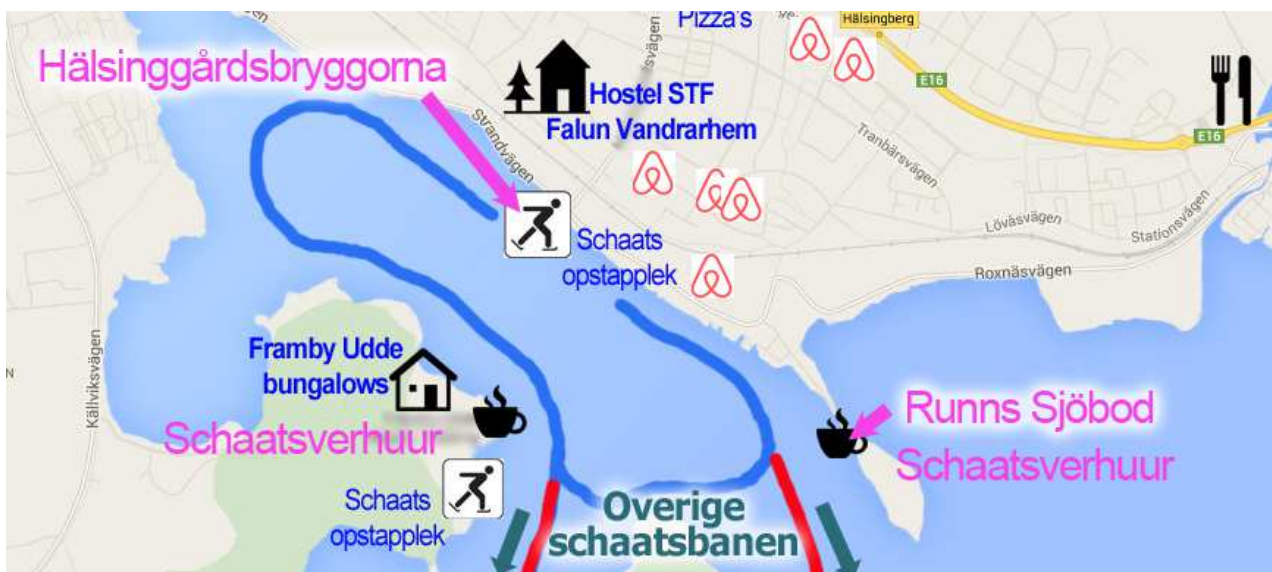 Pizza's
Hälsingberg
Hälsinggårdsbryggorna
E16
E16
Hostel STF
Falun Vandrarhem
Strandvägen
Tranbärsvägen
Lövåsvägen
Stationsvägen
Roxnäsvägen
Schaats
opstapplek
Källviksvägen
N
Framby Udde
bungalows
Schaatsverhuur
Runns Sjöbod
Schaatsverhuur
Schaats
opstapplek
Overige
schaatsbanen